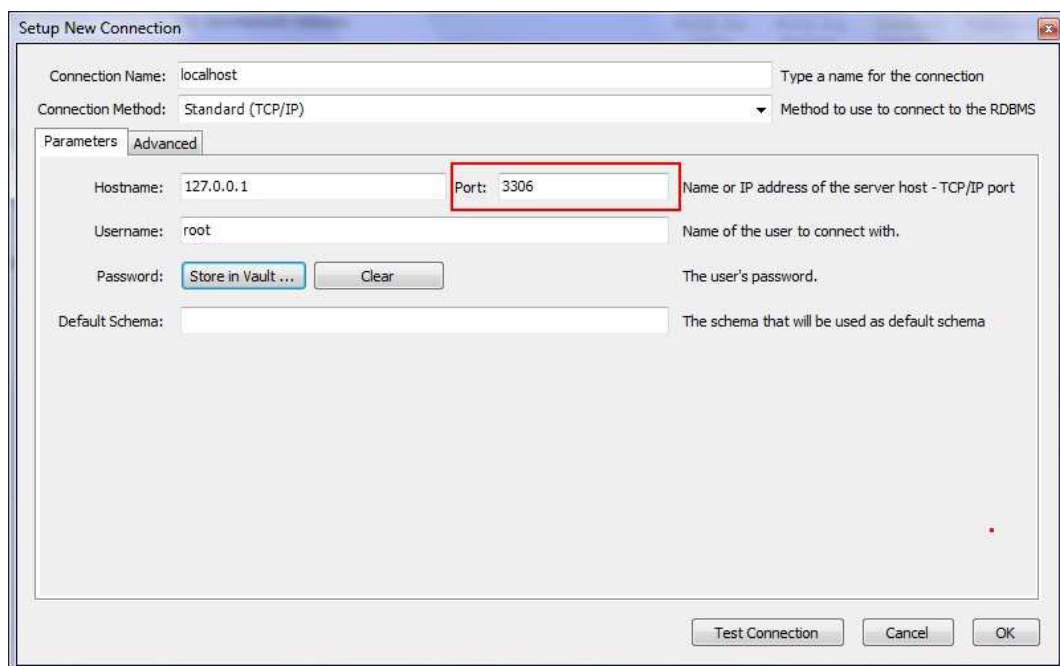 Setup New Connection
Connection Name: localhost Type a name for the connection
Connection Method: Standard (TCP/IP) Method to use to connect to the RDBMS
Parameters Advanced
Hostname: 127.0.0.1 Port: 3306 Name or IP address of the server host - TCP/IP port
Username: root Name of the user to connect with.
Password: Store in Vault ... Clear The user's password.
Default Schema: The schema that will be used as default schema
Test Connection Cancel OK